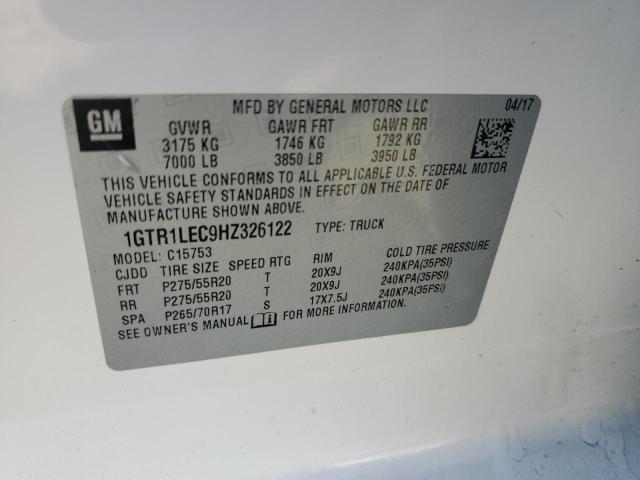 GM
MFD BY GENERAL MOTORS LLC 04/17
GVWR GAWR FRT GAWR RR
3175 KG 1746 KG 1792 KG
7000 LB 3850 LB 3950 LB
THIS VEHICLE CONFORMS TO ALL APPLICABLE U.S. FEDERAL MOTOR
VEHICLE SAFETY STANDARDS IN EFFECT ON THE DATE OF
MANUFACTURE SHOWN ABOVE.
1GTR1LEC9HZ326122 TYPE: TRUCK
MODEL: C15753
CJDD TIRE SIZE SPEED RTG RIM COLD TIRE PRESSURE
FRT P275/55R20 T 20X9J 240KPA(35PSI)
RR P275/55R20 T 20X9J 240KPA(35PSI)
SPA P265/70R17 S 17X7.5J 240KPA(35PSI)
SEE OWNER'S MANUAL FOR MORE INFORMATION.